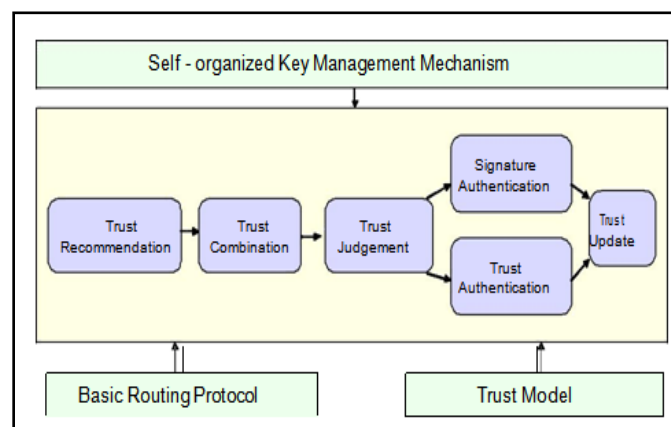 Self - organized Key Management Mechanism
Signature
Authentication
Trust
Recommendation
Trust
Combination
Trust
Judgement
Trust
Update
Trust
Authentication
Basic Routing Protocol
Trust Model